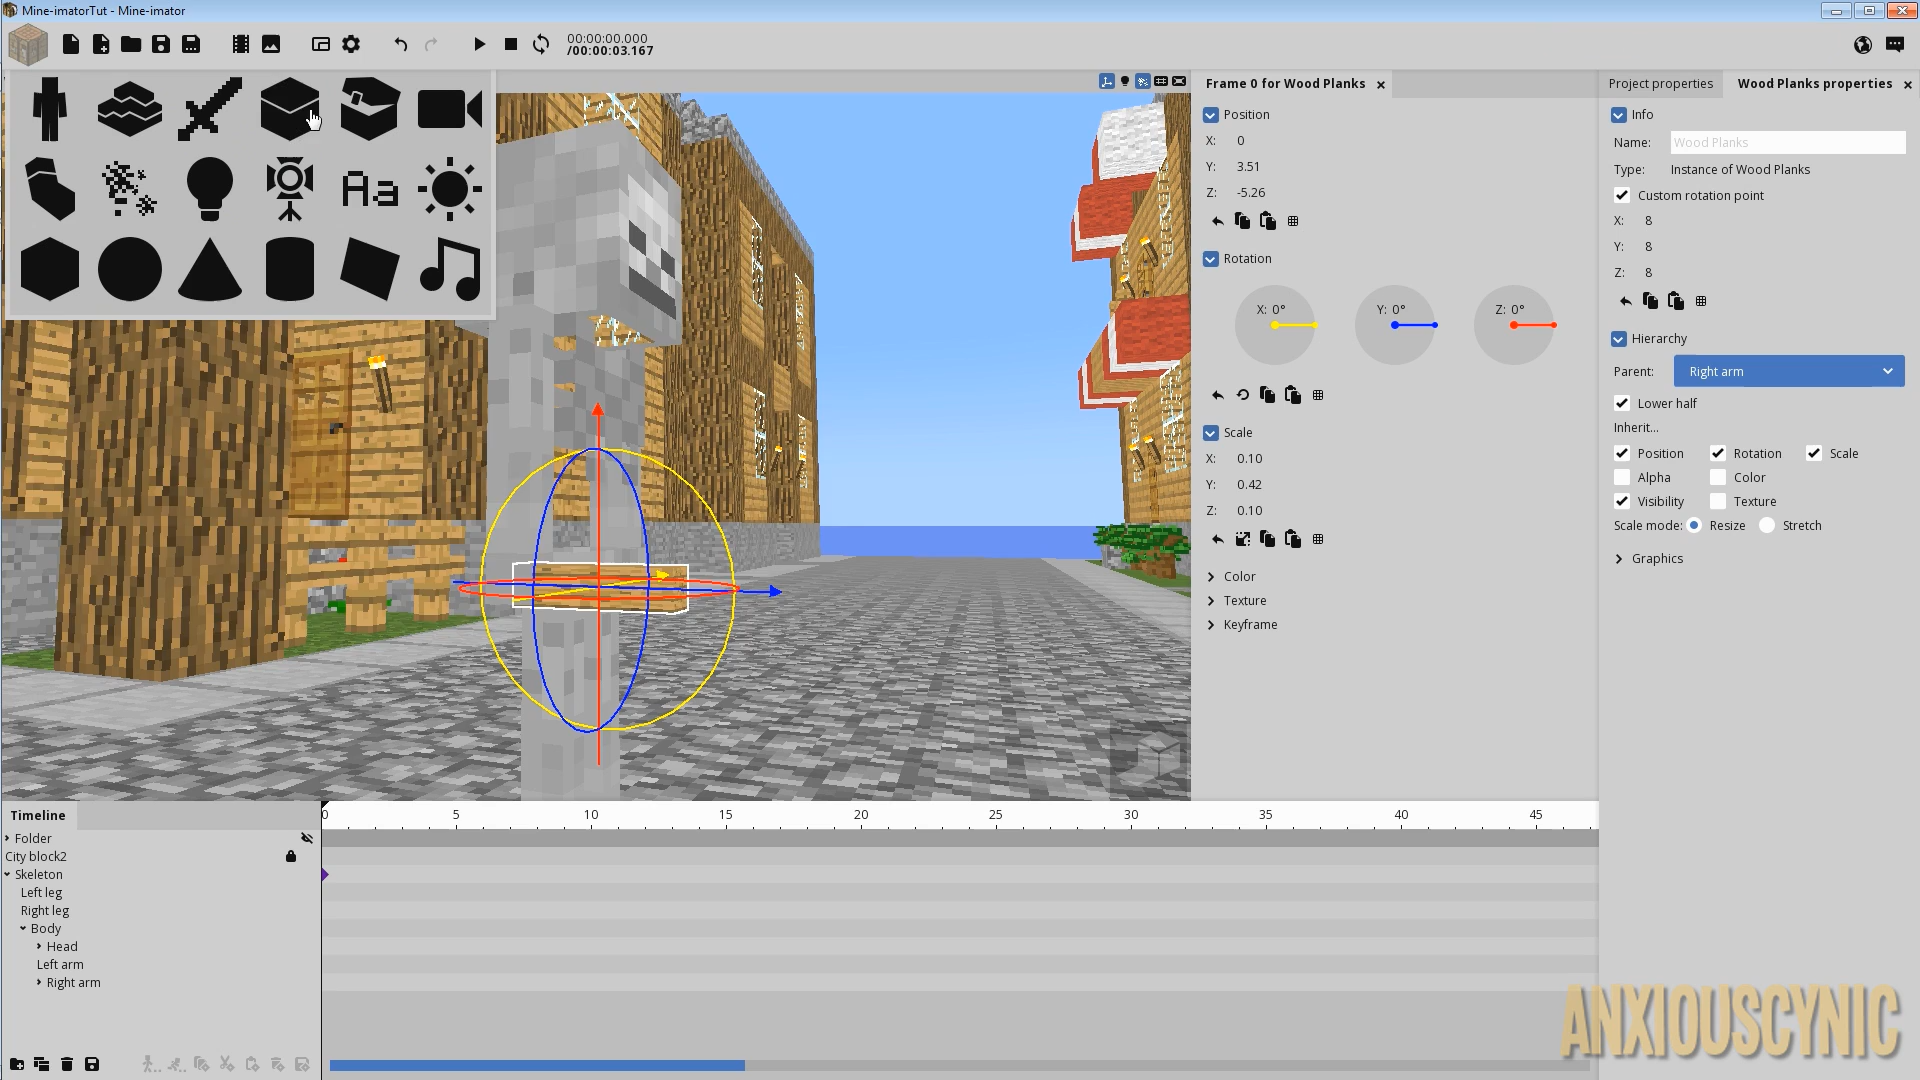 Mine-imatorTut - Mine-imator
00:00:00.000
/00:00:03.167
Aa
Frame 0 for Wood Planks
Position
X: 0
Y: 3.51
Z: -5.26
Rotation
X: 0° Y: 0° Z: 0°
Scale
X: 0.10
Y: 0.42
Z: 0.10
Color
Texture
Keyframe
Project properties Wood Planks properties
Info
Name: Wood Planks
Type: Instance of Wood Planks
Custom rotation point
X: 8
Y: 8
Z: 8
Hierarchy
Parent: Right arm
Lower half
Inherit...
Position Rotation Scale
Alpha Color
Visibility Texture
Scale mode: Resize Stretch
Graphics
Timeline
0 5 10 15 20 25 30 35 40 45
Folder
City block2
Skeleton
Left leg
Right leg
Body
Head
Left arm
Right arm
ANXIOUSCYNIC